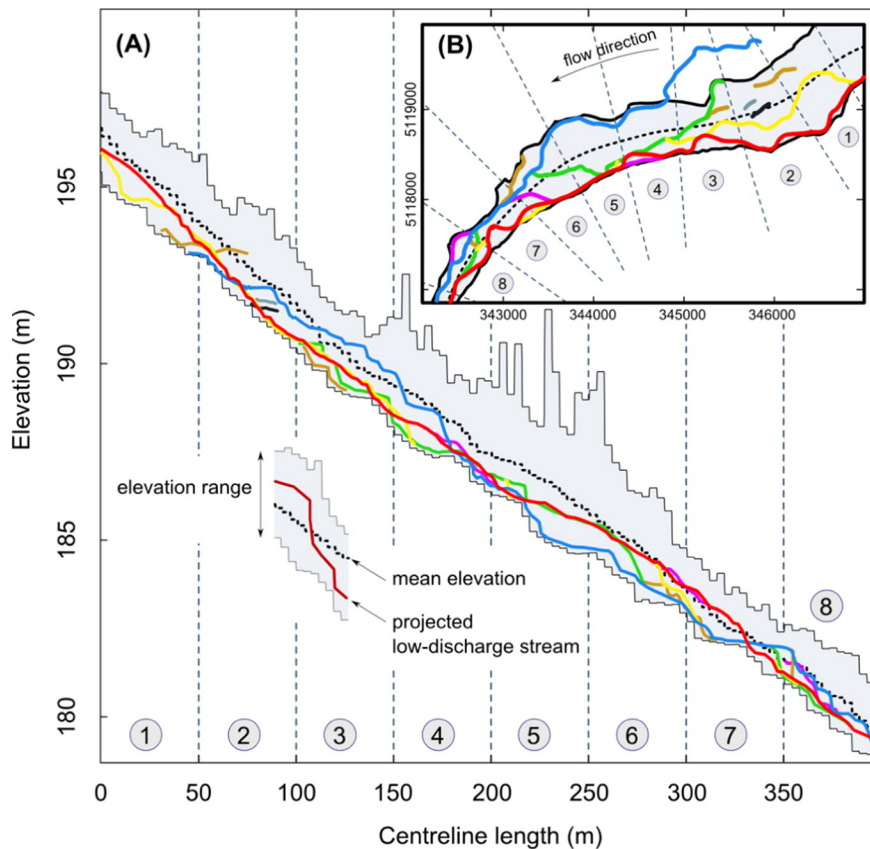 (A)
(B)
flow direction
5119000
5118000
1
2
3
4
5
6
7
8
343000 344000 345000 346000
Elevation (m)
195
190
185
180
elevation range
mean elevation
projected
low-discharge stream
8
1 2 3 4 5 6 7
0 50 100 150 200 250 300 350
Centreline length (m)